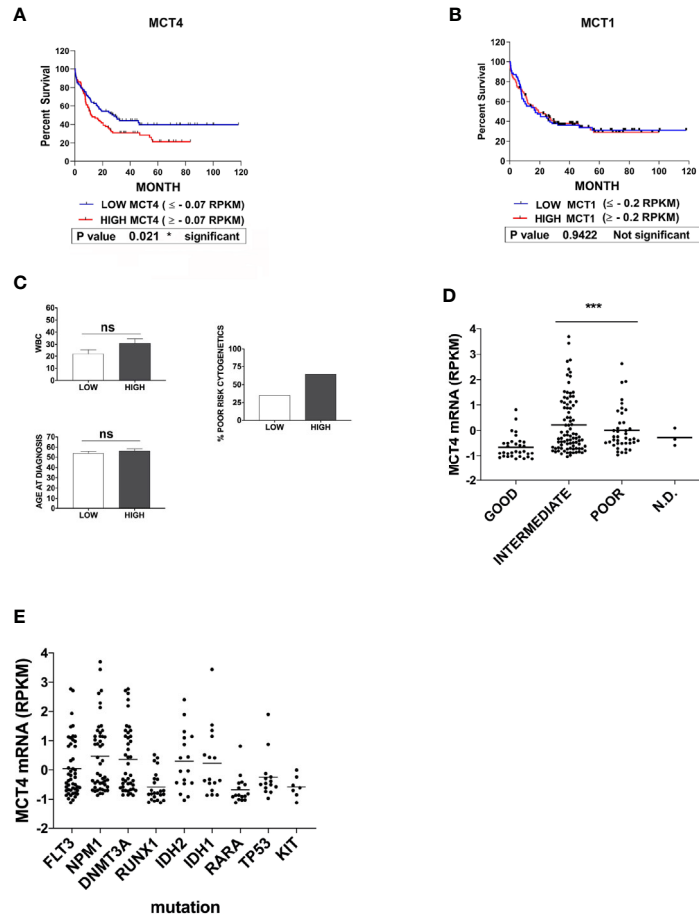 A
MCT4
120
100
80
60
40
20
0
Percent Survival
0 20 40 60 80 100 120
MONTH
LOW MCT4 ( ≤ - 0.07 RPKM)
HIGH MCT4 ( ≥ - 0.07 RPKM)
P value 0.021 * significant
B
MCT1
120
100
80
60
40
20
0
Percent Survival
0 20 40 60 80 100 120
MONTH
LOW MCT1 (≤ - 0.2 RPKM)
HIGH MCT1 (≥ - 0.2 RPKM)
P value 0.9422 Not significant
C
ns
60
50
40
30
20
10
0
WBC
LOW HIGH
ns
70
60
50
40
30
20
10
0
AGE AT DIAGNOSIS
LOW HIGH
100
75
50
25
0
% POOR RISK CYTOGENETICS
LOW HIGH
D
***
4
3
2
1
0
-1
-2
MCT4 mRNA (RPKM)
GOOD
INTERMEDIATE
POOR
N.D.
E
4
3
2
1
0
-1
-2
MCT4 mRNA (RPKM)
FLT3
NPM1
DNMT3A
RUNX1
IDH2
IDH1
RARA
TP53
KIT
mutation